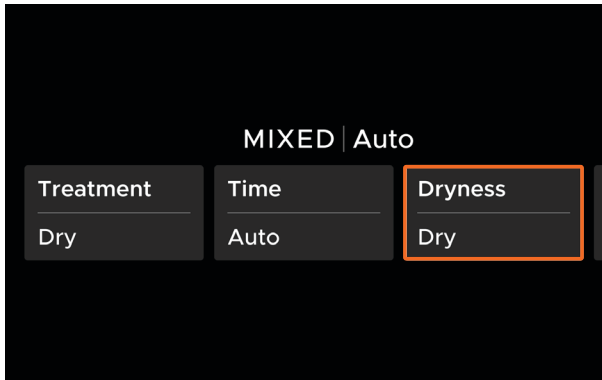 MIXED | Auto
Treatment
Dry
Time
Auto
Dryness
Dry